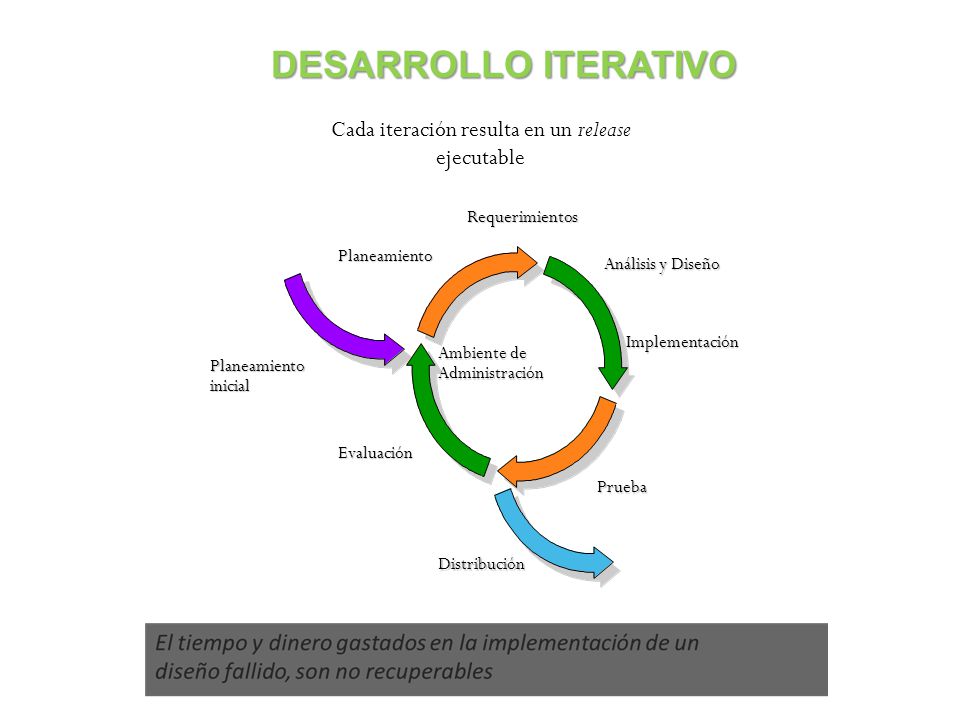 DESARROLLO ITERATIVO
Cada iteración resulta en un release
ejecutable
Requerimientos
Planeamiento
Análisis y Diseño
Implementación
Ambiente de
Administración
Planeamiento
inicial
Evaluación
Prueba
Distribución
El tiempo y dinero gastados en la implementación de un
diseño fallido, son no recuperables